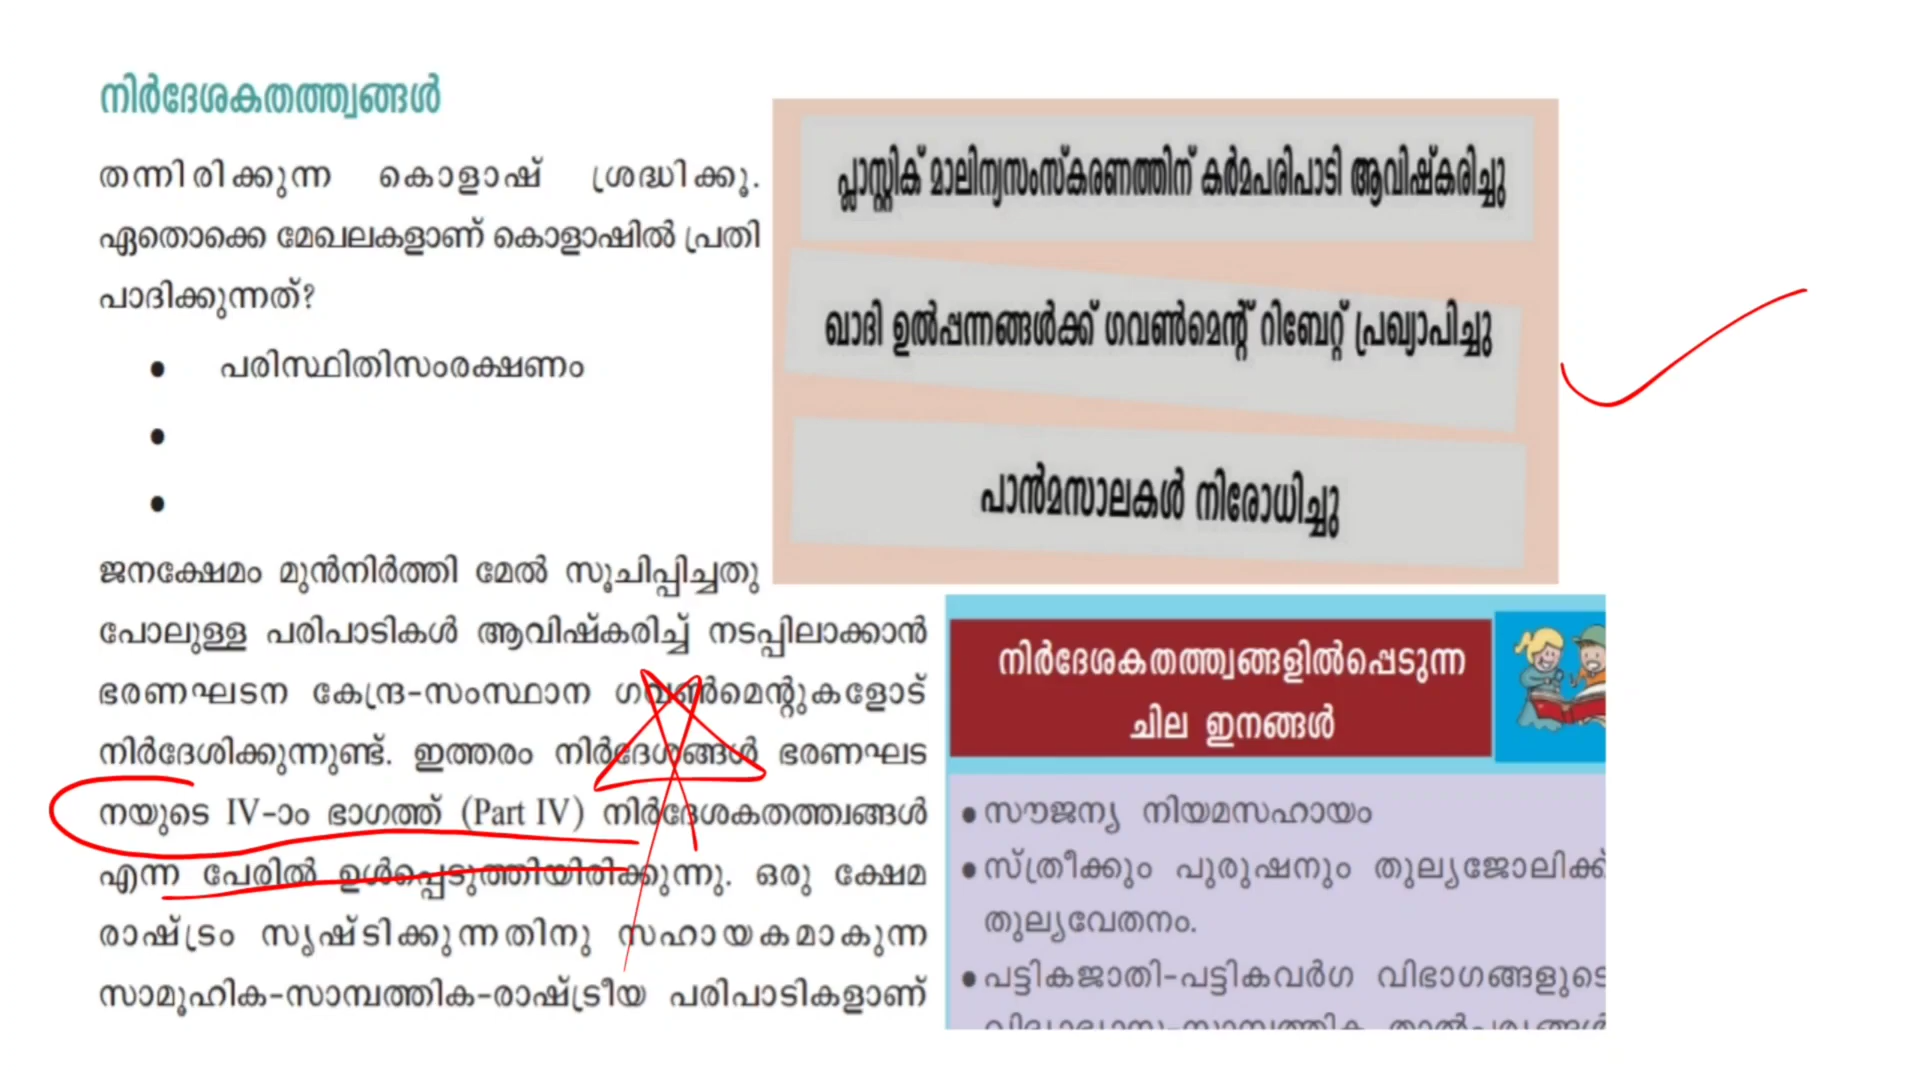 നിർദേശകതത്ത്വങ്ങൾ
തന്നിരിക്കുന്ന കൊളാഷ് ശ്രദ്ധിക്കൂ.
ഏതൊക്കെ മേഖലകളാണ് കൊളാഷിൽ പ്രതി
പാദിക്കുന്നത്?
● പരിസ്ഥിതിസംരക്ഷണം
●
●
ജനക്ഷേമം മുൻനിർത്തി മേൽ സൂചിപ്പിച്ചതു
പോലുള്ള പരിപാടികൾ ആവിഷ്കരിച്ച് നടപ്പിലാക്കാൻ
ഭരണഘടന കേന്ദ്ര-സംസ്ഥാന ഗവൺമെന്റുകളോട്
നിർദേശിക്കുന്നുണ്ട്. ഇത്തരം നിർദേശങ്ങൾ ഭരണഘട
നയുടെ IV-ാം ഭാഗത്ത് (Part IV) നിർദേശകതത്ത്വങ്ങൾ
എന്ന പേരിൽ ഉൾപ്പെടുത്തിയിരിക്കുന്നു. ഒരു ക്ഷേമ
രാഷ്ട്രം സൃഷ്ടിക്കുന്നതിനു സഹായകമാകുന്ന
സാമൂഹിക-സാമ്പത്തിക-രാഷ്ട്രീയ പരിപാടികളാണ്
പ്ലാസ്റ്റിക് മാലിന്യസംസ്കരണത്തിന് കർമപരിപാടി ആവിഷ്കരിച്ചു
ഖാദി ഉൽപ്പന്നങ്ങൾക്ക് ഗവൺമെന്റ് റിബേറ്റ് പ്രഖ്യാപിച്ചു
പാൻമസാലകൾ നിരോധിച്ചു
നിർദേശകതത്ത്വങ്ങളിൽപ്പെടുന്ന
ചില ഇനങ്ങൾ
● സൗജന്യ നിയമസഹായം
● സ്ത്രീക്കും പുരുഷനും തുല്യജോലിക്ക്
തുല്യവേതനം.
● പട്ടികജാതി-പട്ടികവർഗ വിഭാഗങ്ങളുടെ